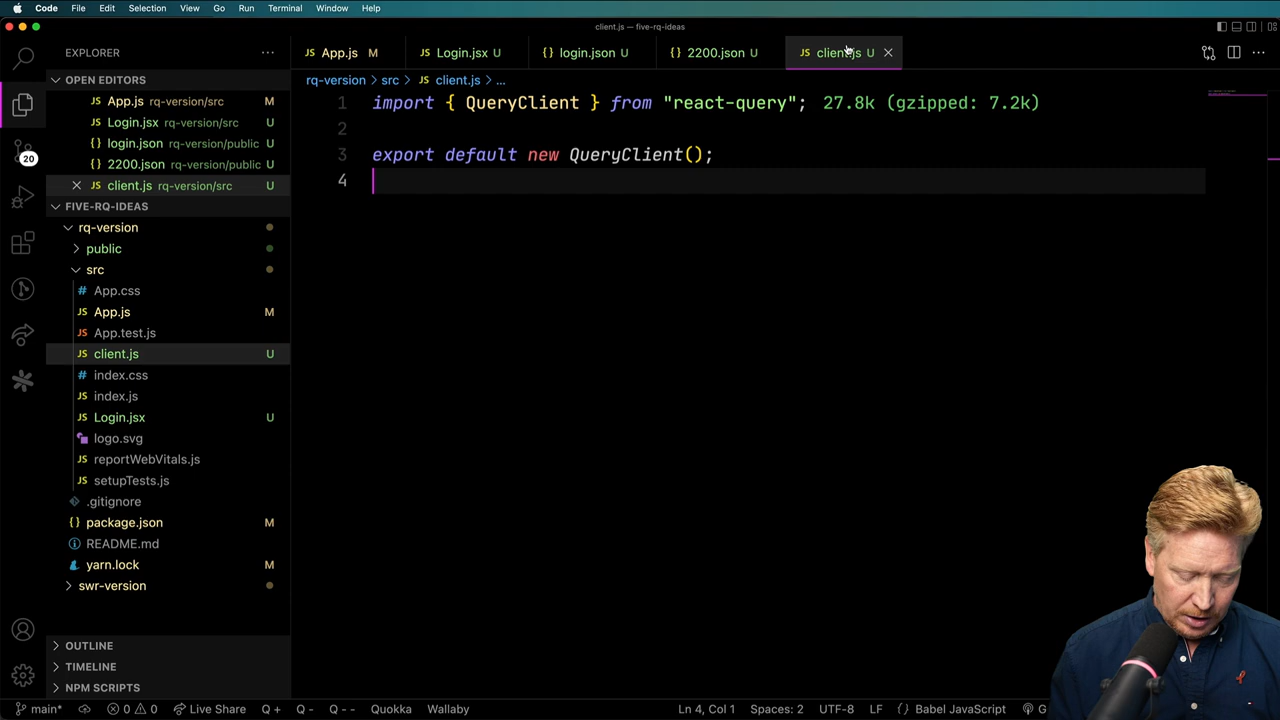 Code File Edit Selection View Go Run Terminal Window Help
client.js — five-rq-ideas
EXPLORER
OPEN EDITORS
App.js rq-version/src M
Login.jsx rq-version/src U
login.json rq-version/public U
2200.json rq-version/public U
client.js rq-version/src U
FIVE-RQ-IDEAS
rq-version
public
src
App.css
App.js M
App.test.js
client.js U
index.css
index.js
Login.jsx U
logo.svg
reportWebVitals.js
setupTests.js
.gitignore
package.json M
README.md
yarn.lock M
swr-version
OUTLINE
TIMELINE
NPM SCRIPTS
20
App.js M Login.jsx U login.json U 2200.json U client.js U
rq-version > src > JS client.js > ...
1 import { QueryClient } from "react-query"; 27.8k (gzipped: 7.2k)
2
3 export default new QueryClient();
4
main* 0 0 Live Share Q + Q - Q - - Quokka Wallaby Ln 4, Col 1 Spaces: 2 UTF-8 LF {} Babel JavaScript G